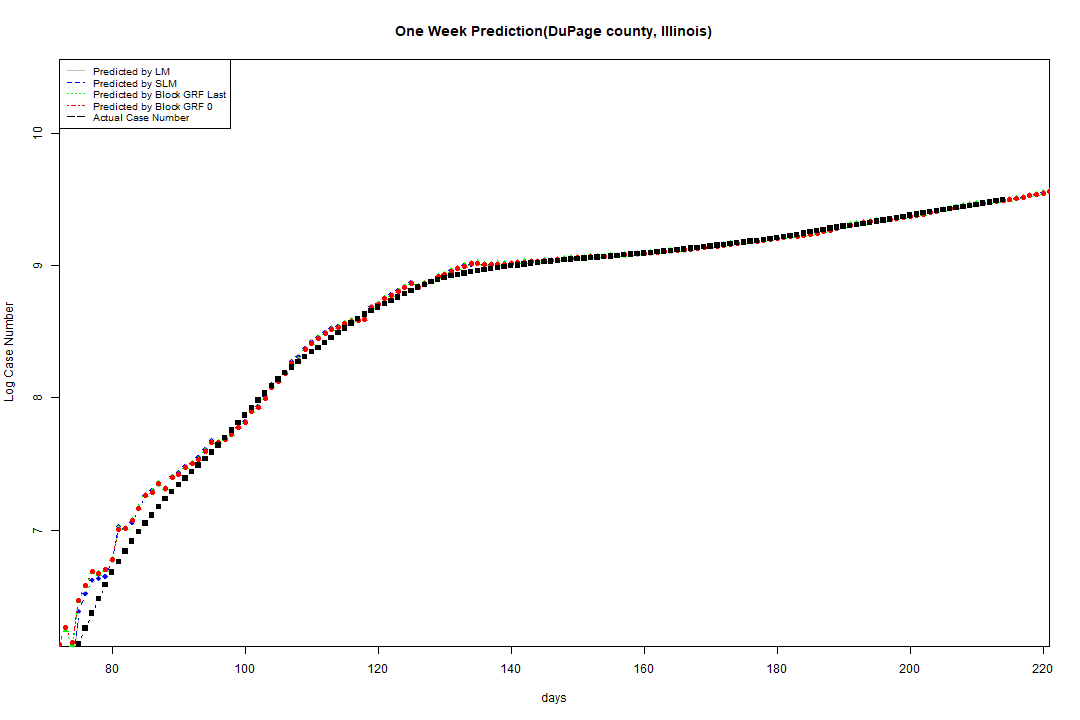 One Week Prediction(DuPage county, Illinois)
Predicted by LM
Predicted by SLM
Predicted by Block GRF Last
Predicted by Block GRF 0
Actual Case Number
10
9
8
7
Log Case Number
80 100 120 140 160 180 200 220
days